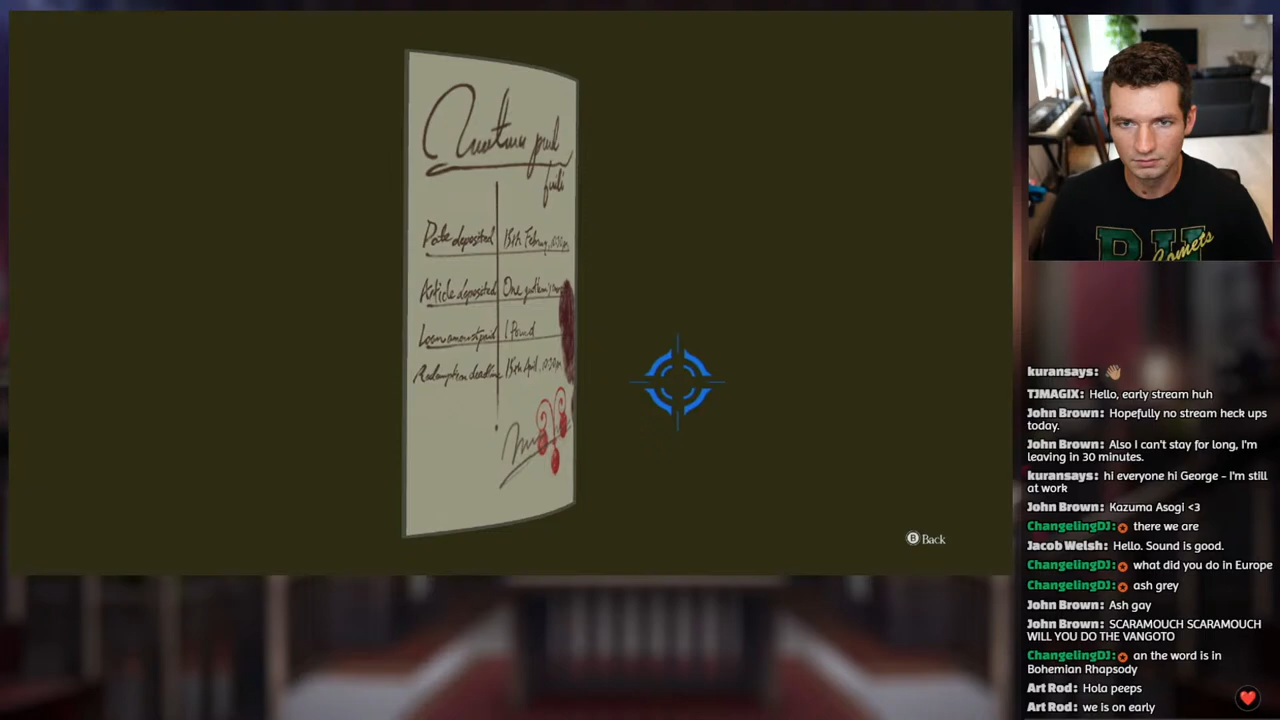 Date deposited
15th
Article deposited
One
Loan amount paid
1 Pound
Redemption deadline
15th April
B Back
Comets
kuransays: 👋🏼
TJMAGIX: Hello, early stream huh
John Brown: Hopefully no stream heck ups
today.
John Brown: Also I can't stay for long, I'm
leaving in 30 minutes.
kuransays: hi everyone hi George - I'm still
at work
John Brown: Kazuma Asogi <3
ChangelingDJ: there we are
Jacob Welsh: Hello. Sound is good.
ChangelingDJ: what did you do in Europe
ChangelingDJ: ash grey
John Brown: Ash gay
John Brown: SCARAMOUCH SCARAMOUCH
WILL YOU DO THE VANGOTO
ChangelingDJ: an the word is in
Bohemian Rhapsody
Art Rod: Hola peeps
Art Rod: we is on early